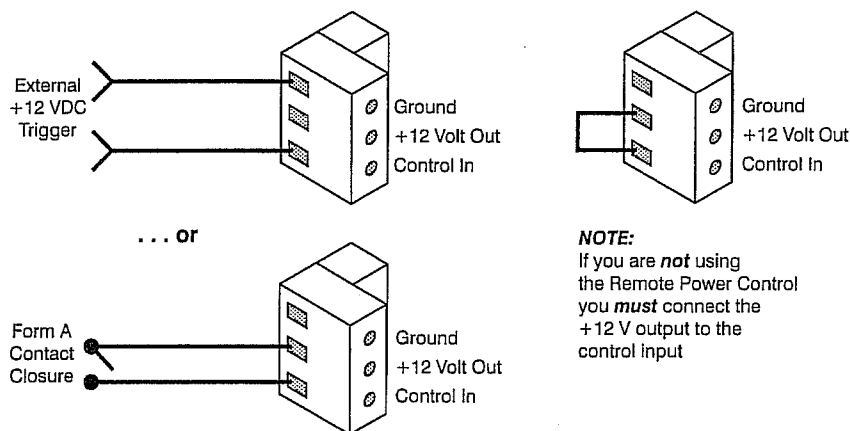 External
+12 VDC
Trigger
Ground
+12 Volt Out
Control In
Ground
+12 Volt Out
Control In
. . . or
NOTE:
If you are not using
the Remote Power Control
you must connect the
+12 V output to the
control input
Form A
Contact
Closure
Ground
+12 Volt Out
Control In